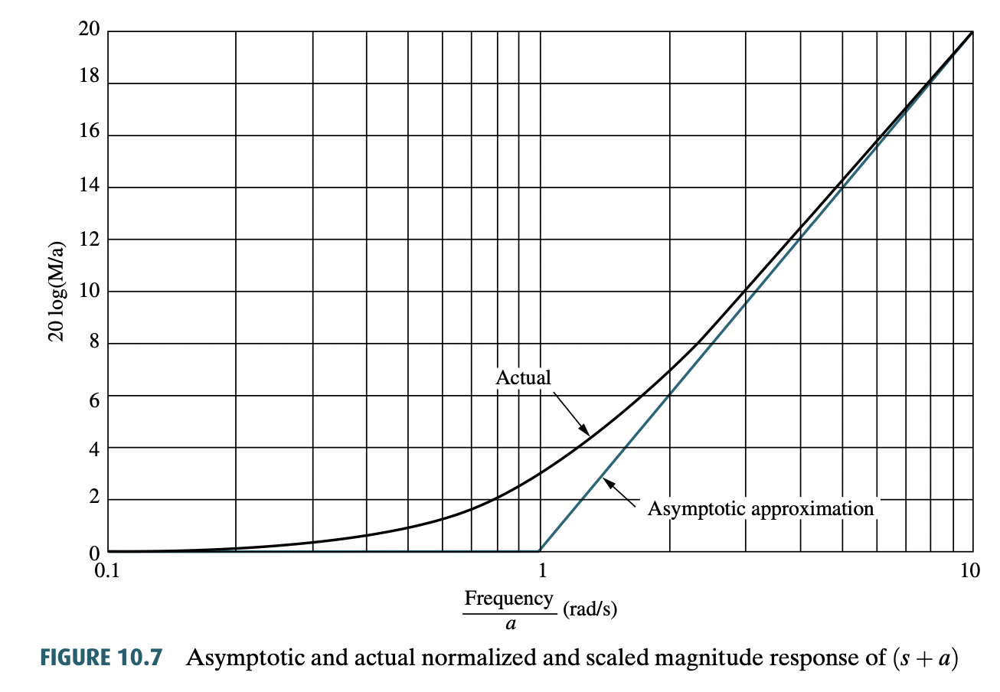 20
18
16
14
12
10
8
6
4
2
0
20 log(M/a)
Actual
Asymptotic approximation
0.1
1
10
Frequency
a
(rad/s)
FIGURE 10.7 Asymptotic and actual normalized and scaled magnitude response of (s + a)